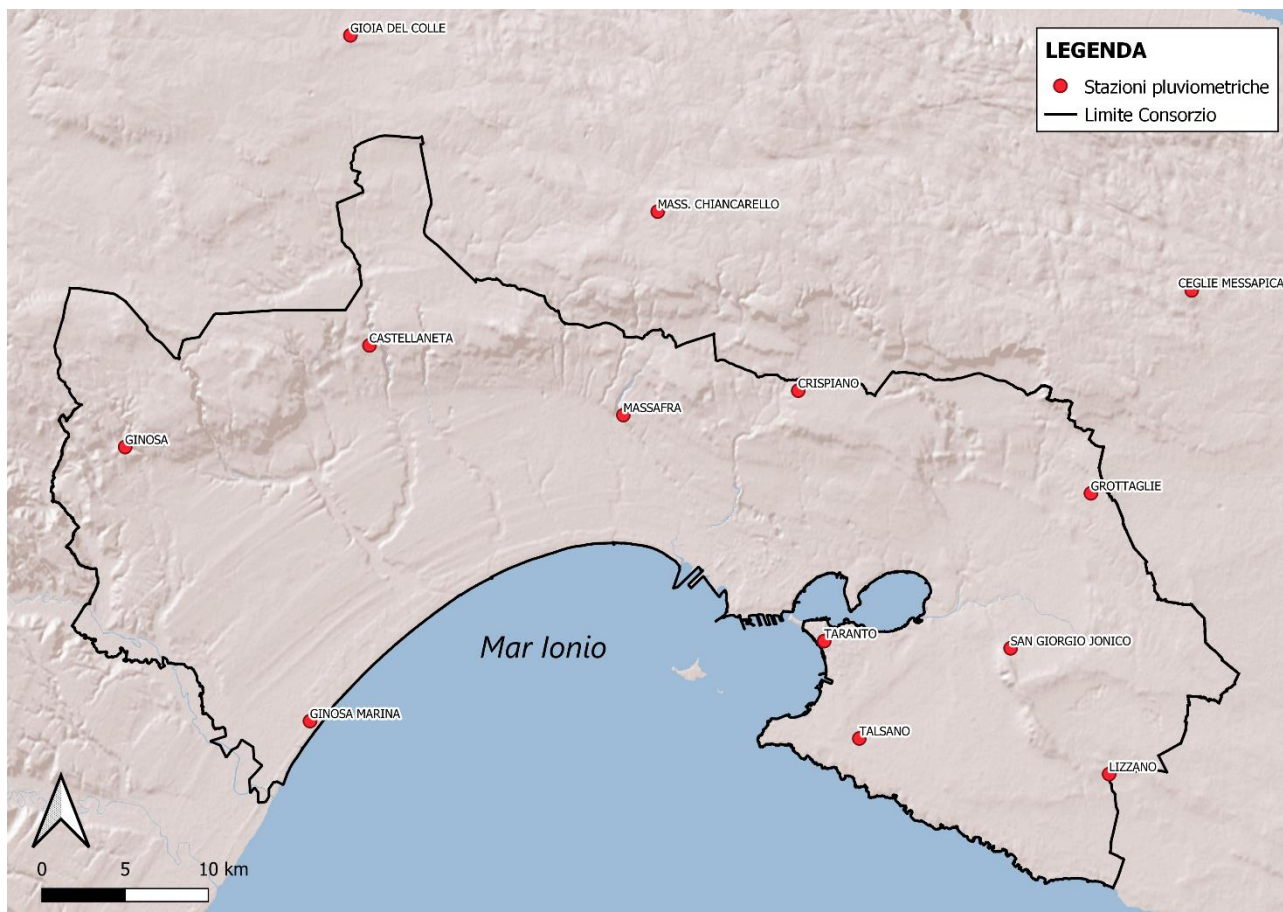 GIOIA DEL COLLE
LEGENDA
Stazioni pluviometriche
Limite Consorzio
MASS. CHIANCARELLO
CEGLIE MESSAPICA
CASTELLANETA
CRISPIANO
MASSAFRA
GINOSA
GROTTAGLIE
TARANTO
SAN GIORGIO JONICO
Mar Ionio
GINOSA MARINA
TALSANO
LIZZANO
0 5 10 km